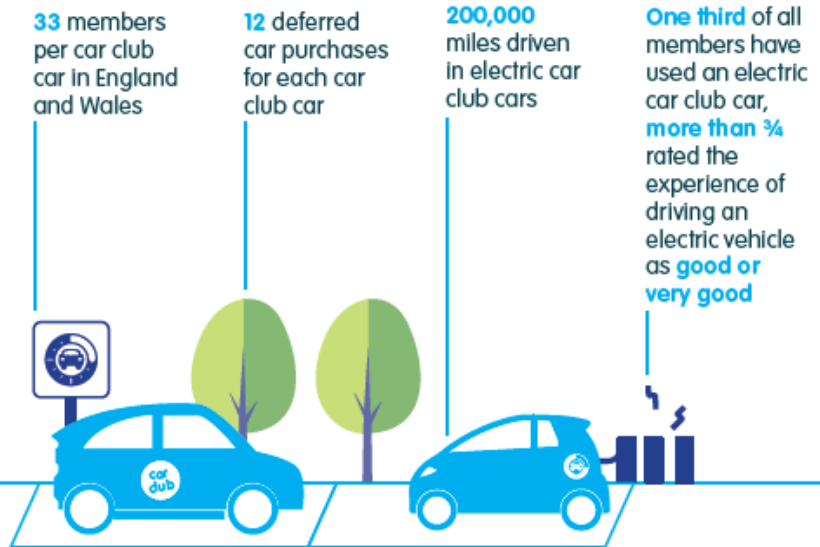 33 members
per car club
car in England
and Wales
12 deferred
car purchases
for each car
club car
200,000
miles driven
in electric car
club cars
One third of all
members have
used an electric
car club car,
more than ¾
rated the
experience of
driving an
electric vehicle
as good or
very good
car
club